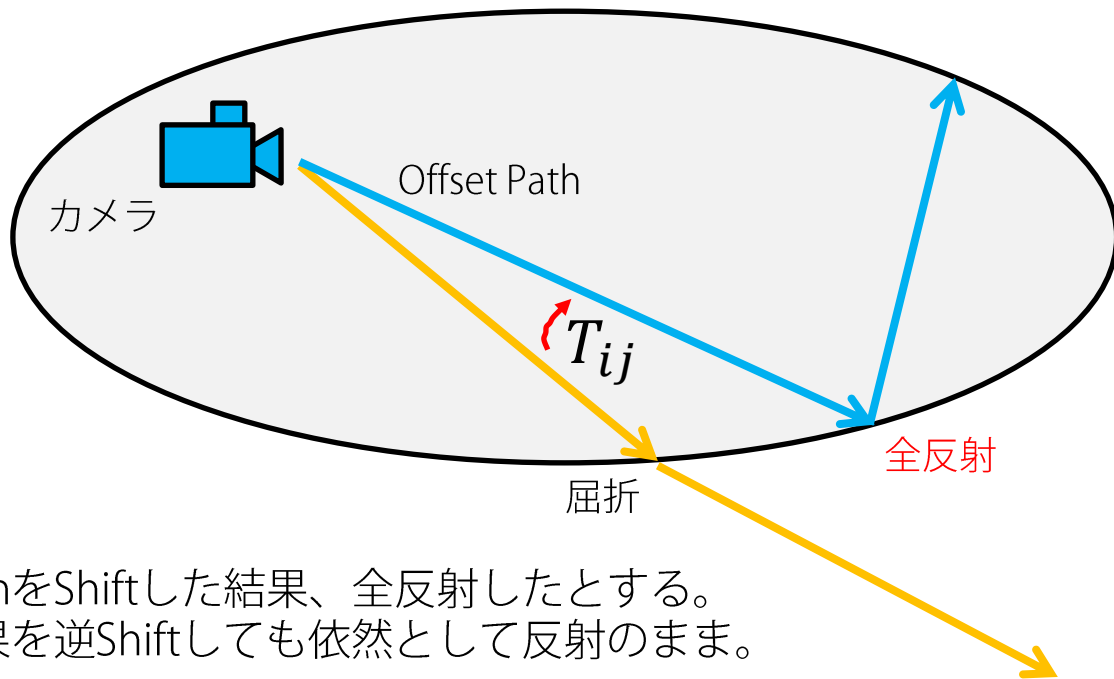 Offset Path
カメラ
T_{ij}
全反射
屈折
をShiftした結果、全反射したとする。
を逆Shiftしても依然として反射のまま。